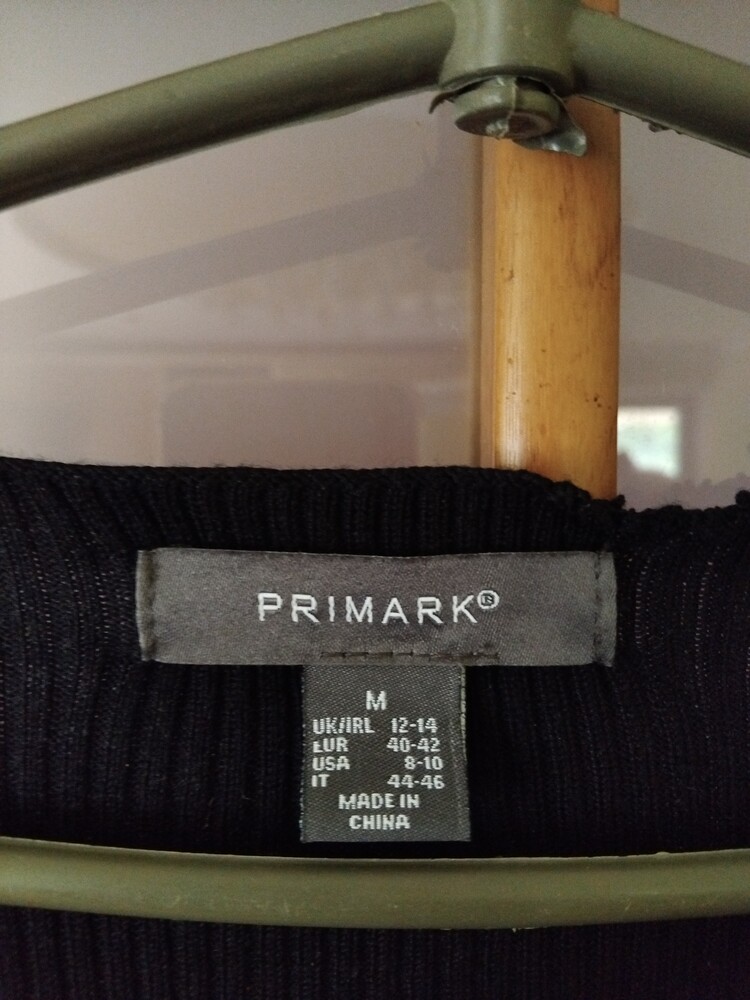 PRIMARK®
M
UK/IRL 12-14
EUR 40-42
USA 8-10
IT 44-46
MADE IN
CHINA